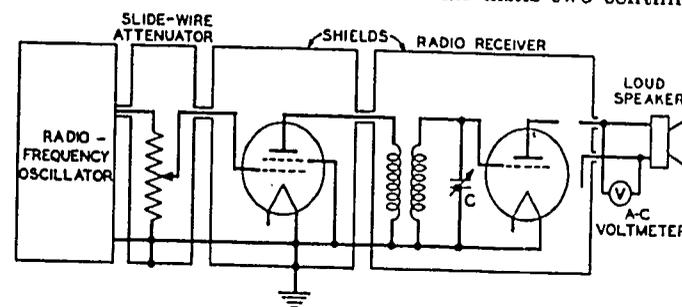 SLIDE-WIRE
ATTENUATOR
SHIELDS
RADIO RECEIVER
LOUD
SPEAKER
RADIO -
FREQUENCY
OSCILLATOR
C
V
A-C
VOLTMETER